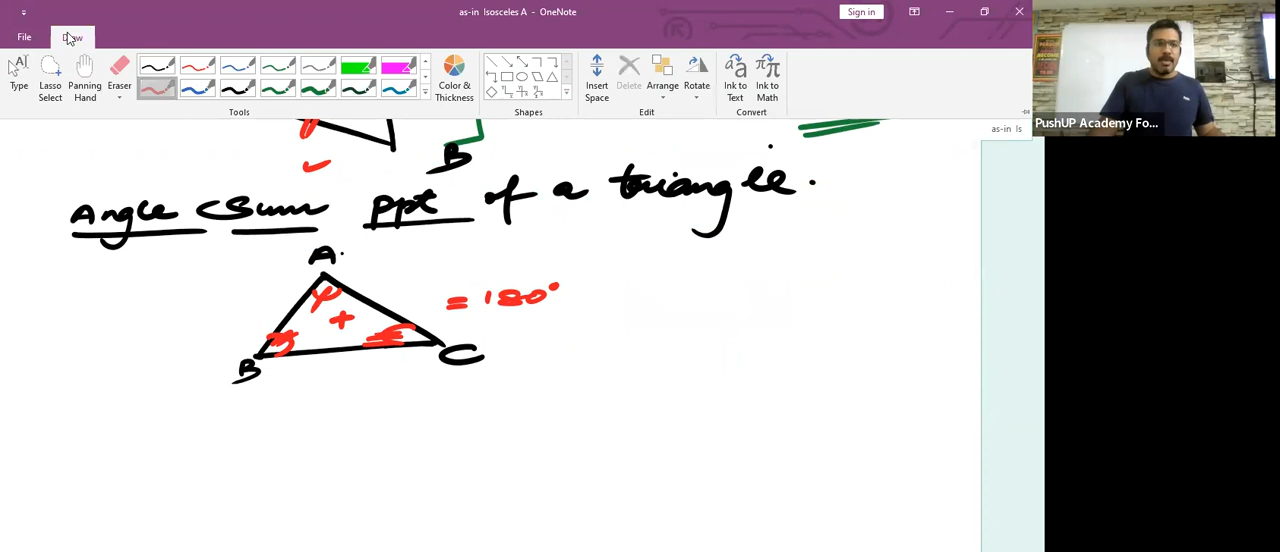 as-in Isosceles A - OneNote
Sign in
File
Draw
Type
Lasso Select
Panning Hand
Eraser
Color & Thickness
Insert Space
Delete
Arrange
Rotate
Ink to Text
Ink to Math
Tools
Shapes
Edit
Convert
PushUP Academy Fo...
as-in Is
B
Angle Sum ppt of a triangle.
A
= 180°
+
B
C